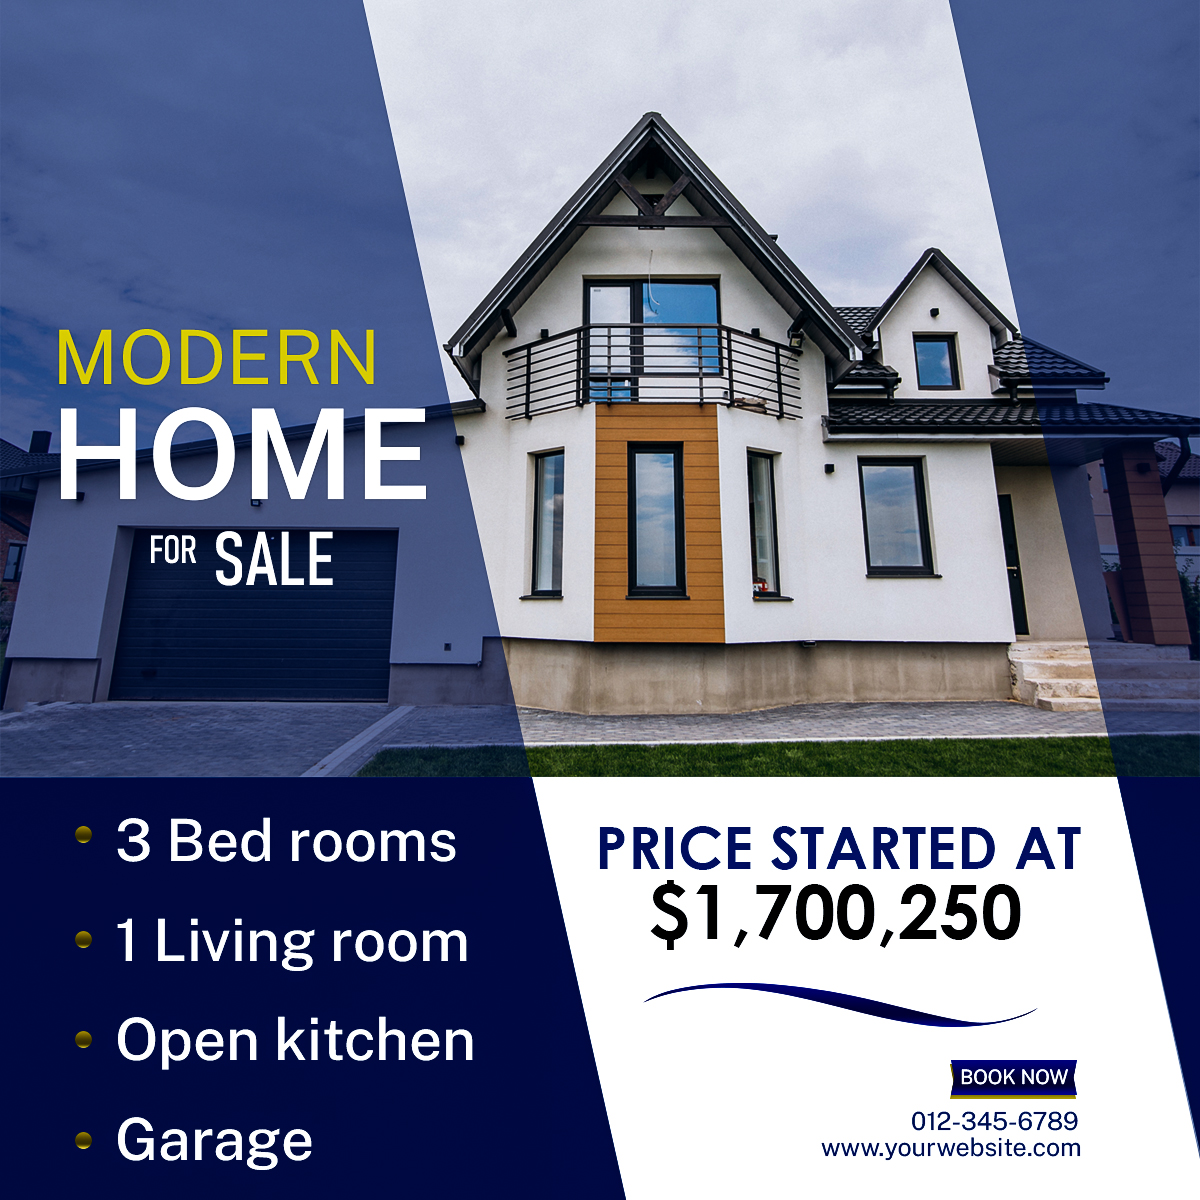 MODERN
HOME
FOR SALE
3 Bed rooms
1 Living room
Open kitchen
Garage
PRICE STARTED AT
$1,700,250
BOOK NOW
012-345-6789
www.yourwebsite.com